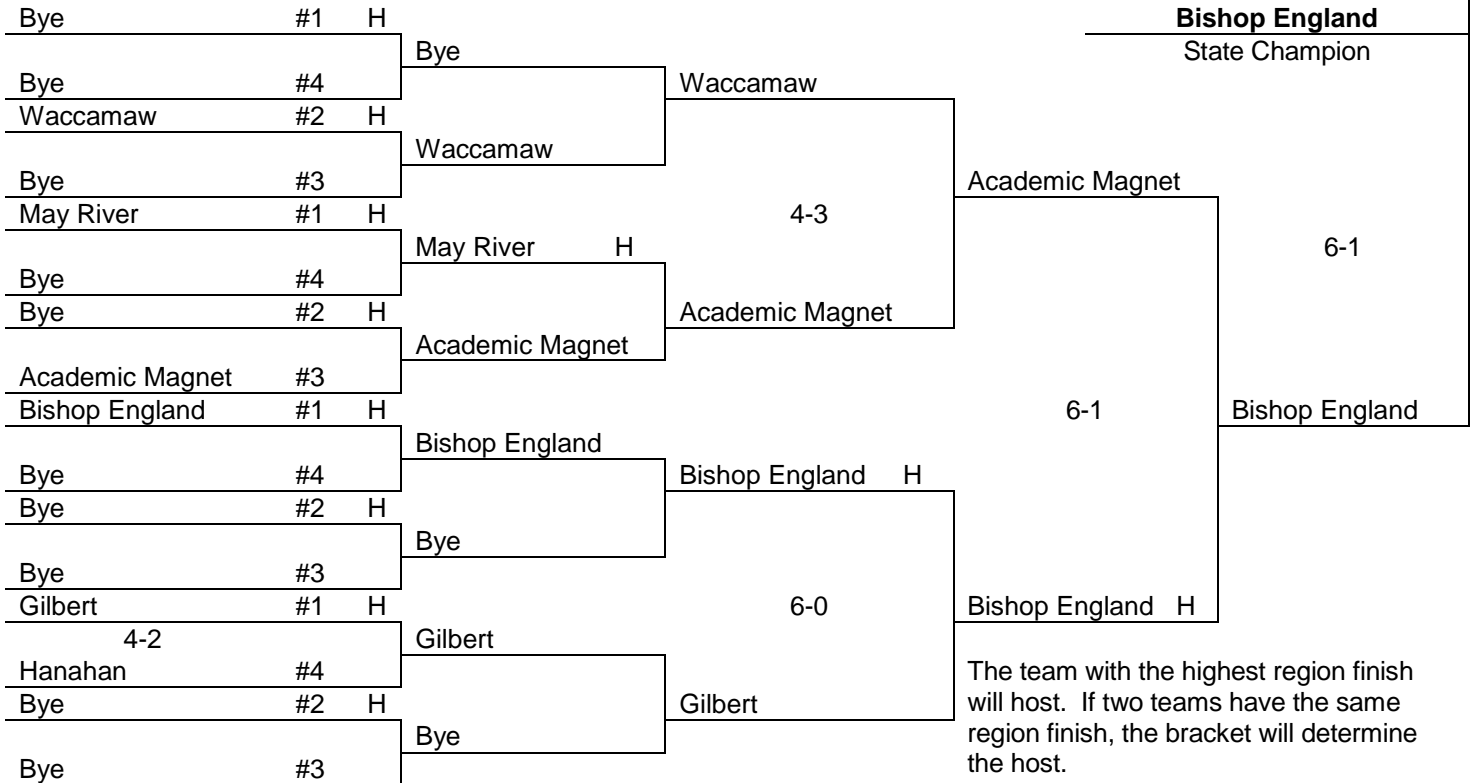 Bye #1 H Bishop England
Bye State Champion
Bye #4 Waccamaw
Waccamaw #2 H
Waccamaw
Bye #3 Academic Magnet
May River #1 H 4-3
May River H 6-1
Bye #4
Bye #2 H Academic Magnet
Academic Magnet
Academic Magnet #3
Bishop England #1 H 6-1 Bishop England
Bishop England
Bye #4 Bishop England H
Bye #2 H
Bye
Bye #3
Gilbert #1 H 6-0 Bishop England H
4-2 Gilbert
Hanahan #4 The team with the highest region finish
Bye #2 H Gilbert will host. If two teams have the same
Bye region finish, the bracket will determine
Bye #3 the host.